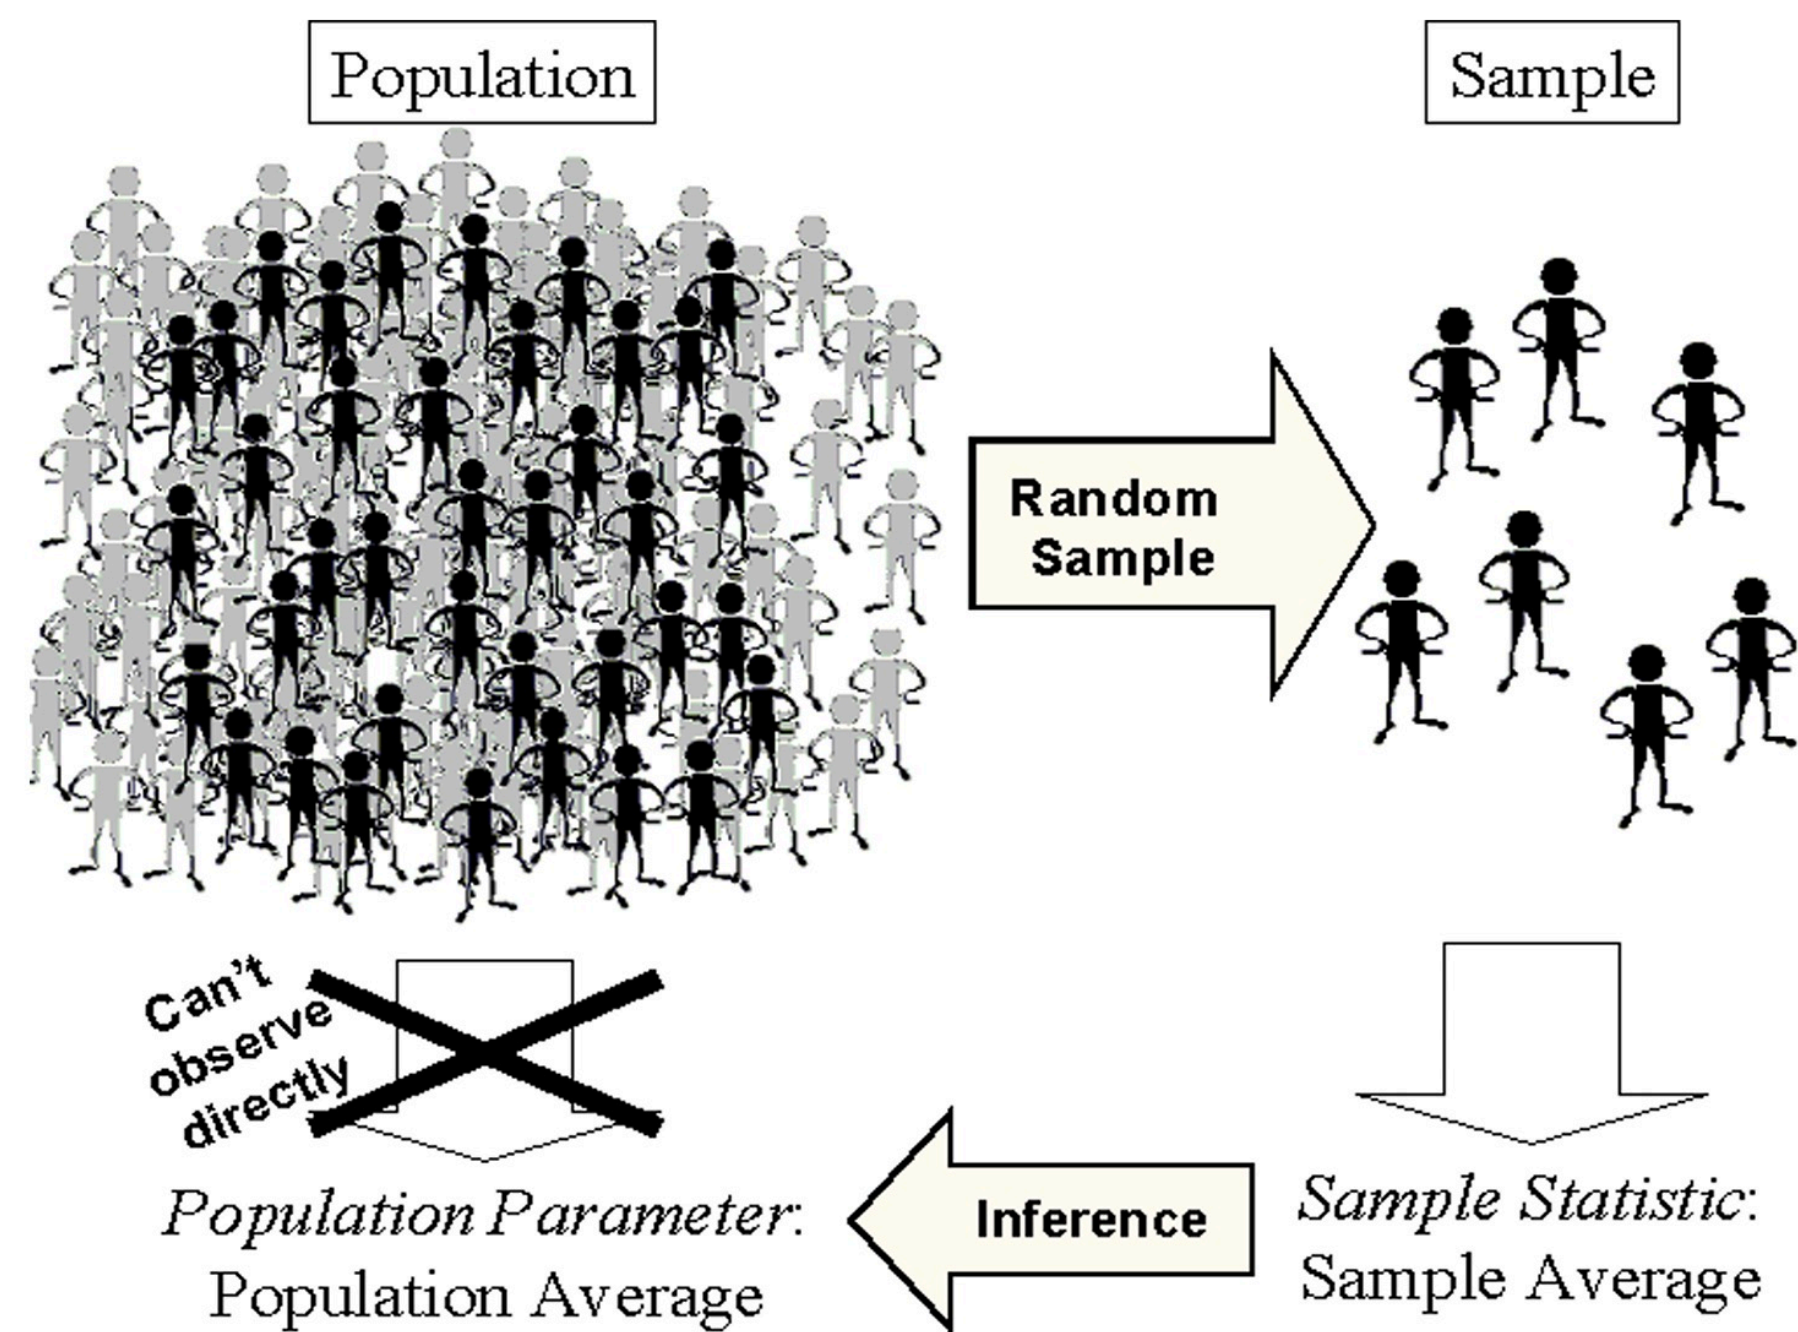 Population
Sample
Random
Sample
Can't
observe
directly
Inference
Population Parameter:
Population Average
Sample Statistic:
Sample Average